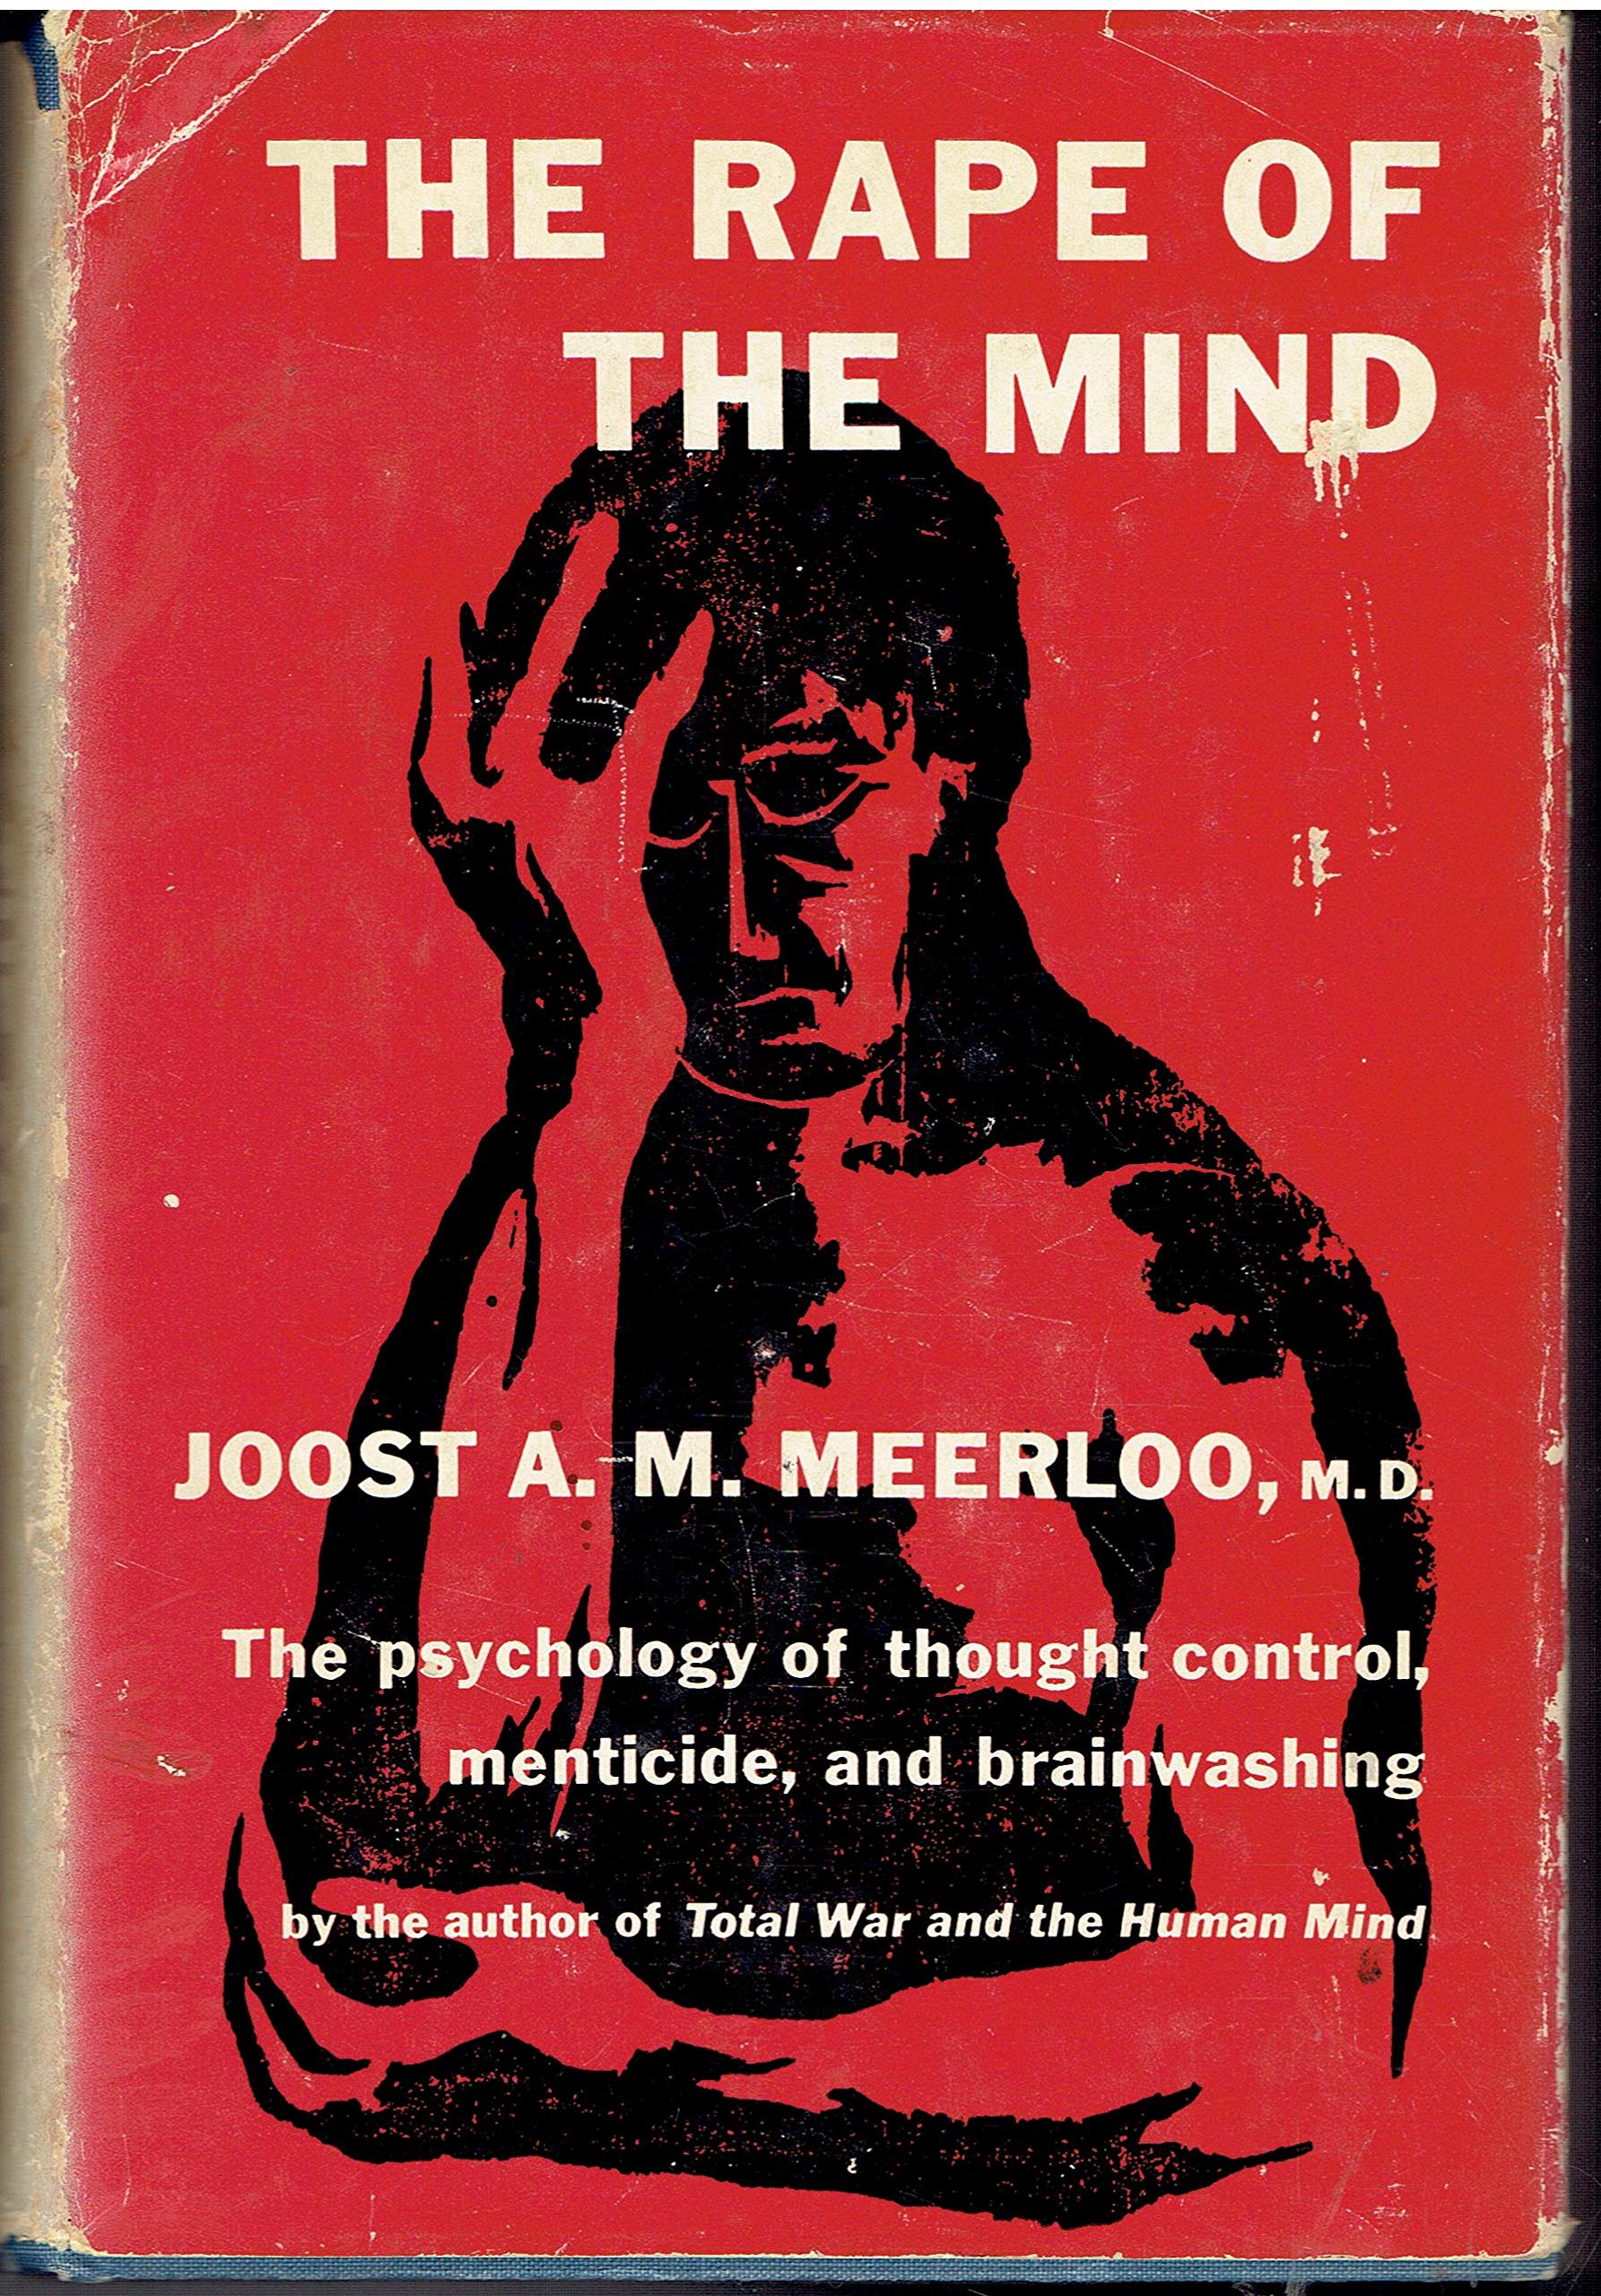 THE RAPE OF
THE MIND
JOOST A. M. MEERLOO, M.D.
The psychology of thought control,
menticide, and brainwashing
by the author of Total War and the Human Mind